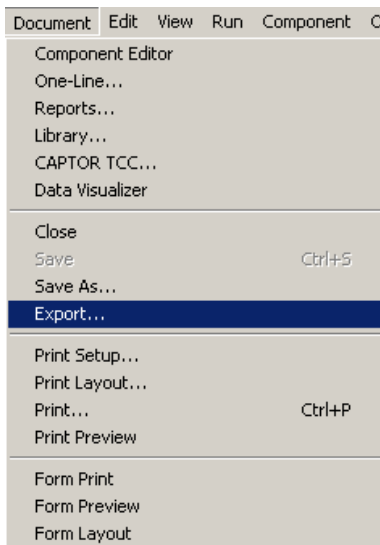 Document Edit View Run Component
Component Editor
One-Line...
Reports...
Library...
CAPTOR TCC...
Data Visualizer
Close
Save Ctrl+S
Save As...
Export...
Print Setup...
Print Layout...
Print... Ctrl+P
Print Preview
Form Print
Form Preview
Form Layout